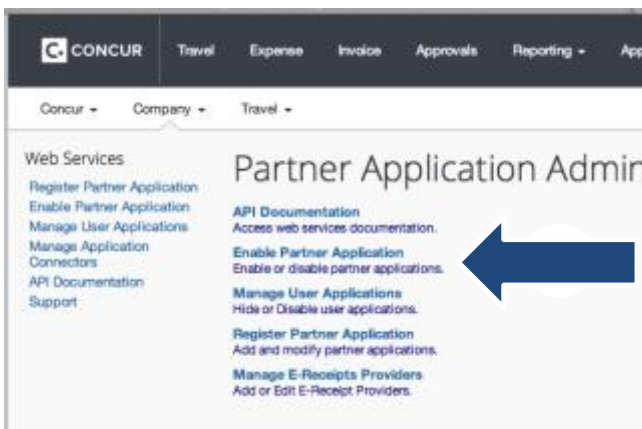 CONCUR Travel Expense Invoice Approvals Reporting App
Concur Company Travel
Web Services
Register Partner Application
Enable Partner Application
Manage User Applications
Manage Application
Connectors
API Documentation
Support
Partner Application Admin
API Documentation
Access web services documentation.
Enable Partner Application
Enable or disable partner applications.
Manage User Applications
Hide or Disable user applications.
Register Partner Application
Add and modify partner applications.
Manage E-Receipts Providers
Add or Edit E-Receipt Providers.